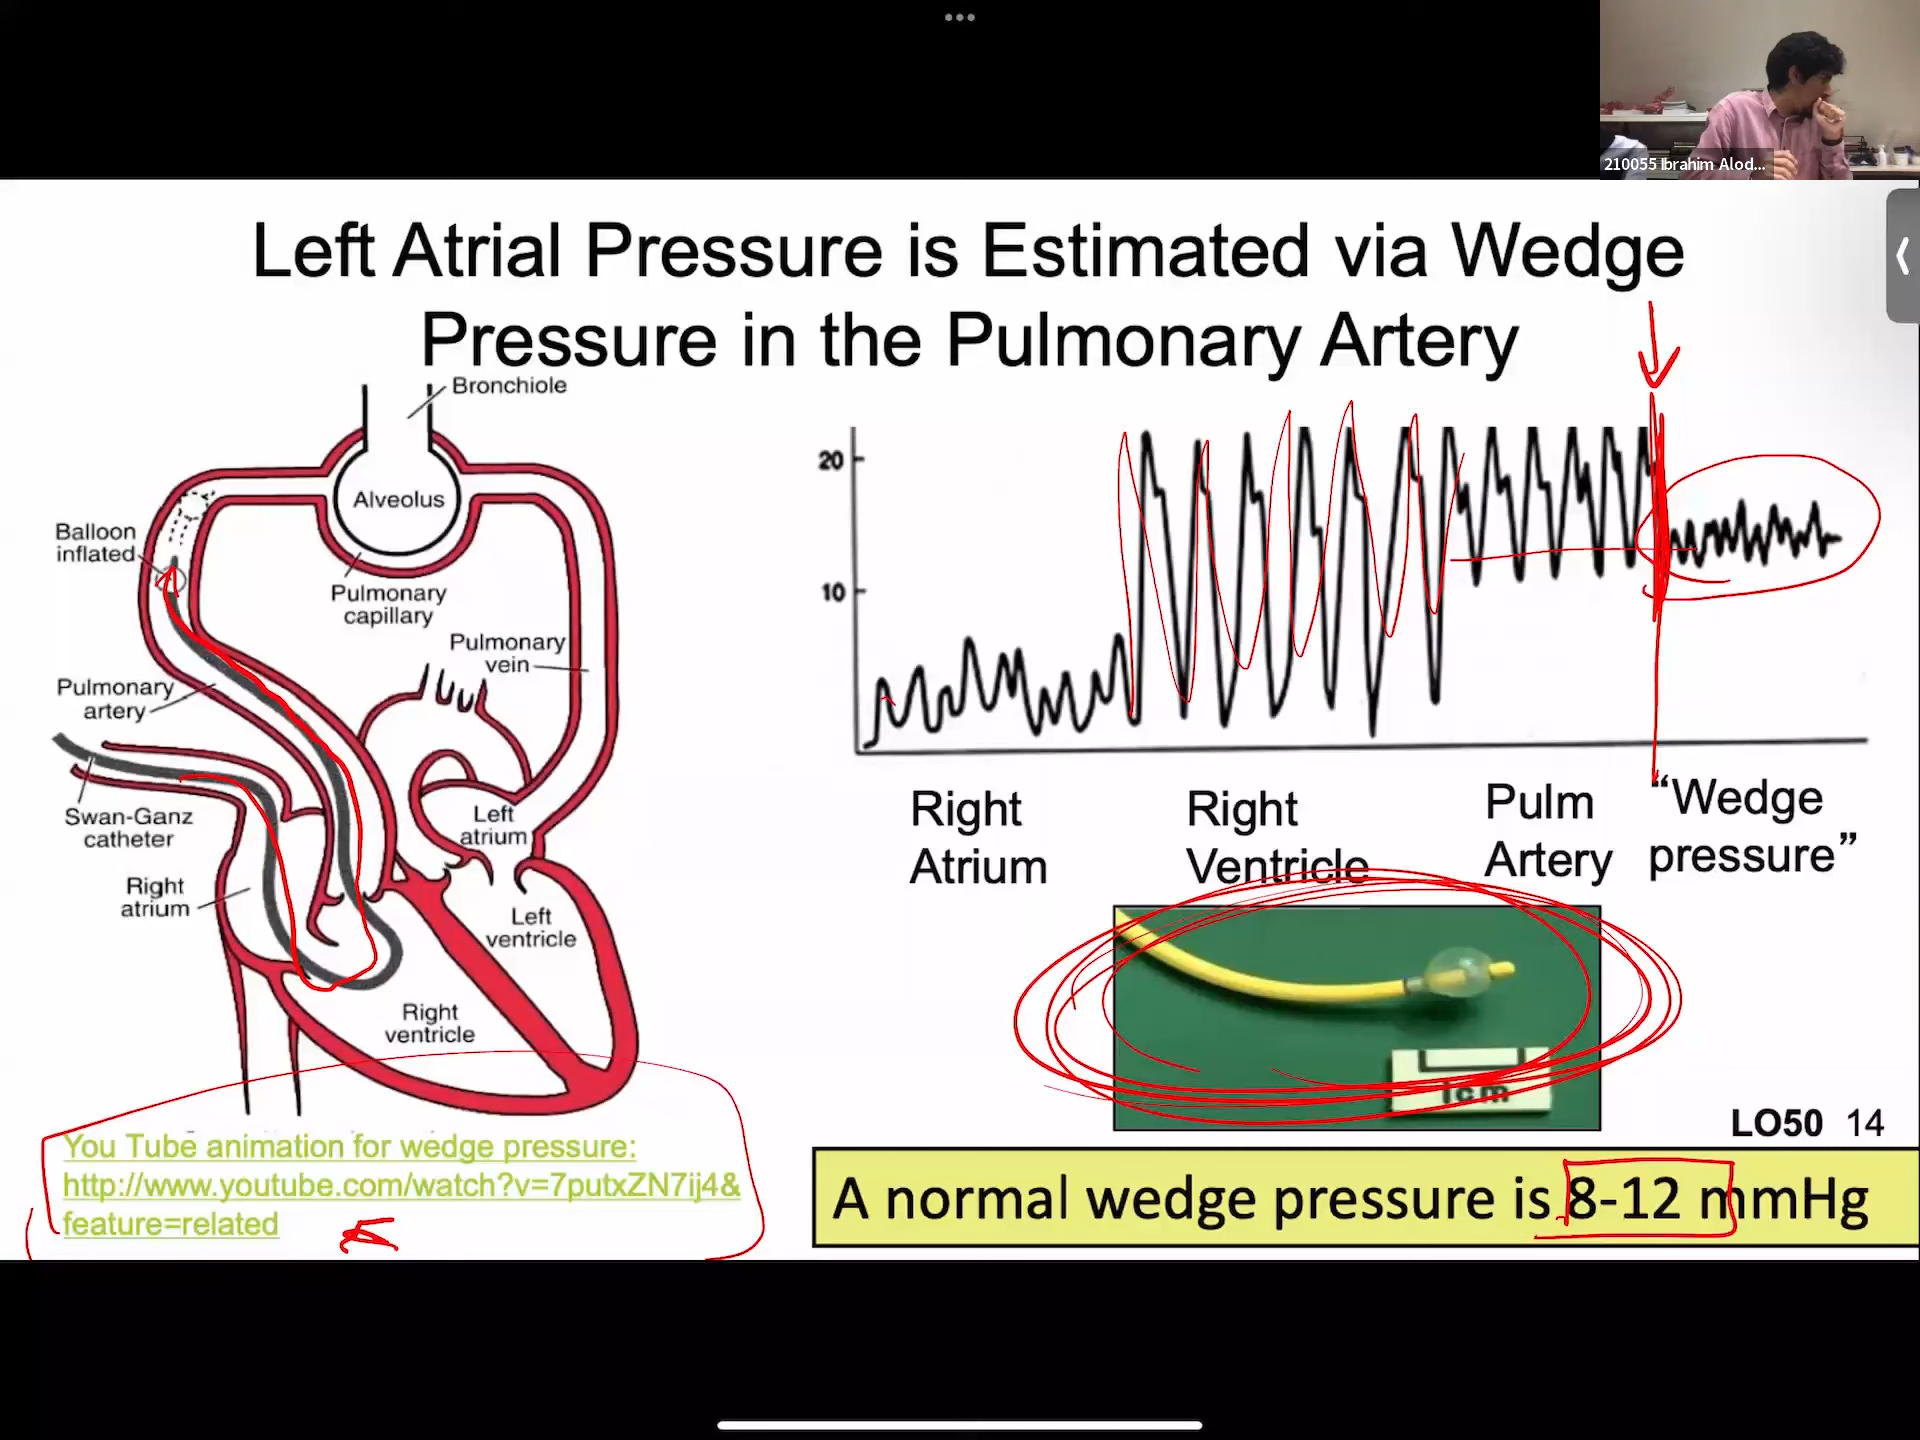 210055 Ibrahim Alod...
Left Atrial Pressure is Estimated via Wedge
Pressure in the Pulmonary Artery
Bronchiole
Alveolus
Balloon
inflated
Pulmonary
capillary
Pulmonary
vein
Pulmonary
artery
Swan-Ganz
catheter
Left
atrium
Right
atrium
Left
ventricle
Right
ventricle
20
10
Right
Atrium
Right
Ventricle
Pulm
Artery
“Wedge
pressure”
1cm
LO50 14
You Tube animation for wedge pressure:
http://www.youtube.com/watch?v=7putxZN7ij4&
feature=related
A normal wedge pressure is 8-12 mmHg